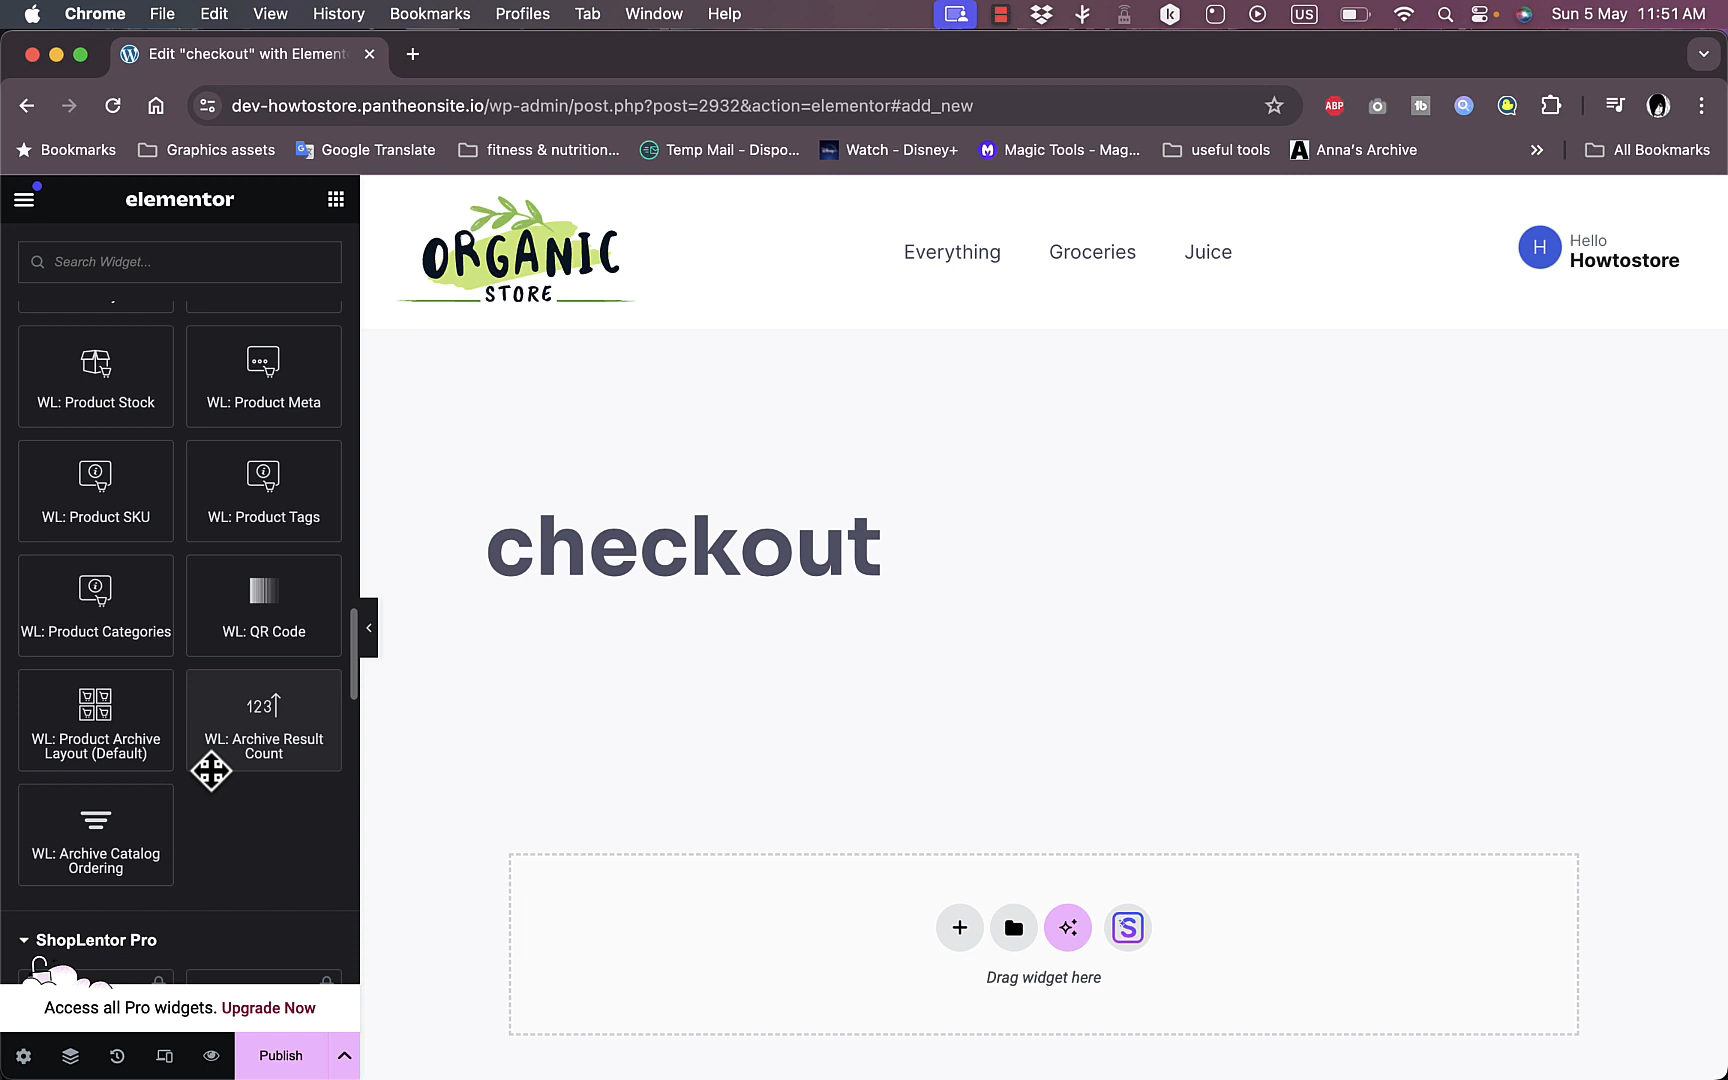 Chrome File Edit View History Bookmarks Profiles Tab Window Help US Sun 5 May 11:51 AM
Edit "checkout" with Element
dev-howtostore.pantheonsite.io/wp-admin/post.php?post=2932&action=elementor#add_new
ABP tb
Bookmarks Graphics assets Google Translate fitness & nutrition... Temp Mail - Dispo... Watch - Disney+ Magic Tools - Mag... useful tools Anna's Archive » All Bookmarks
elementor
Search Widget...
WL: Product Stock
WL: Product Meta
WL: Product SKU
WL: Product Tags
WL: Product Categories
WL: QR Code
WL: Product Archive
Layout (Default)
123
WL: Archive Result
Count
WL: Archive Catalog
Ordering
ShopLentor Pro
Access all Pro widgets. Upgrade Now
Publish
ORGANIC
STORE
Everything Groceries Juice
H
Hello
Howtostore
checkout
S
Drag widget here